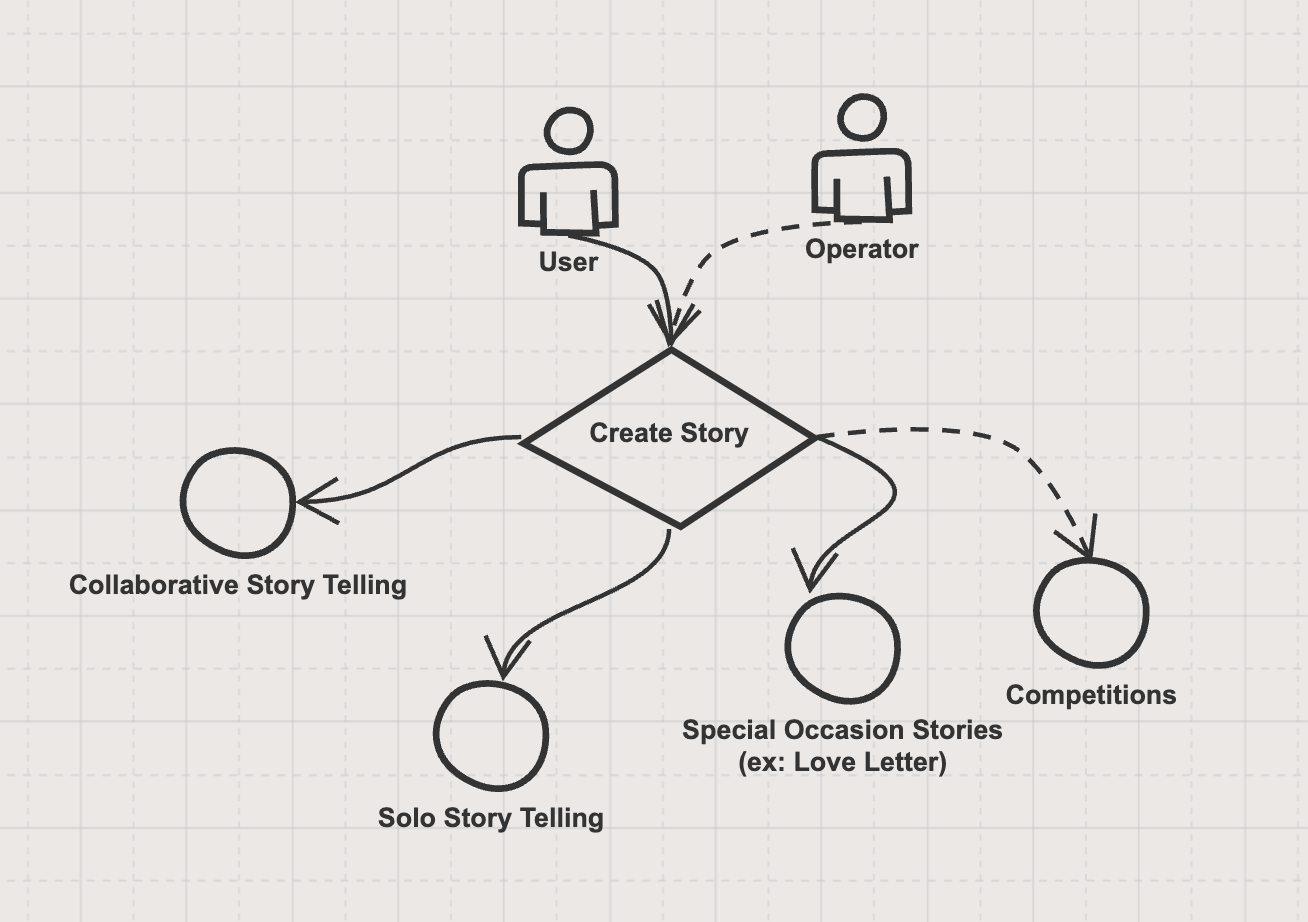 User
Operator
Create Story
Collaborative Story Telling
Solo Story Telling
Special Occasion Stories
(ex: Love Letter)
Competitions